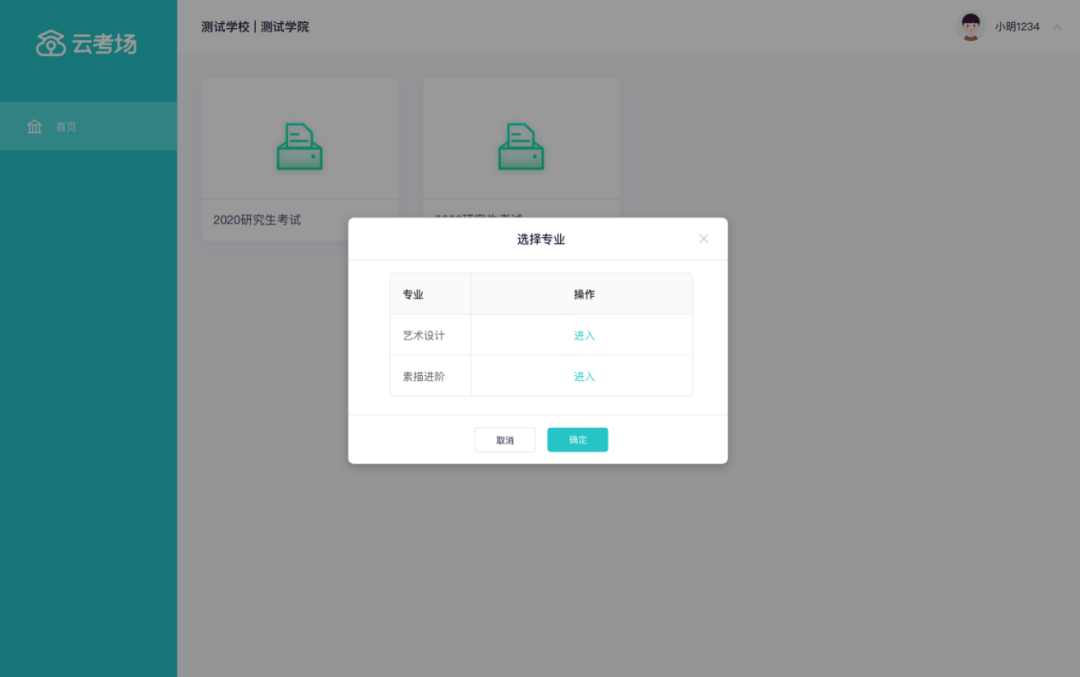 云考场
测试学校 | 测试学院
小明1234
首页
2020研究生考试
选择专业
专业 操作
艺术设计 进入
素描进阶 进入
取消 确定